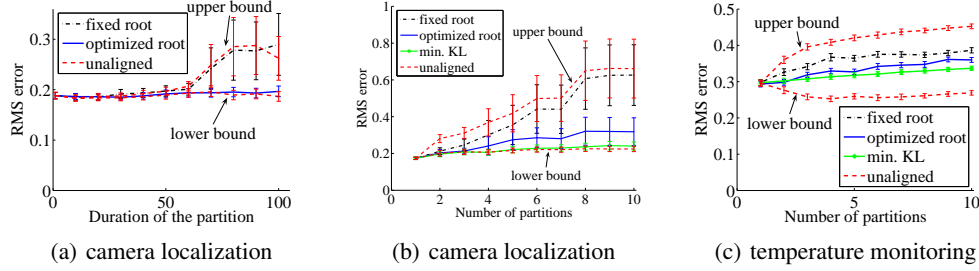 fixed root
optimized root
unaligned
upper bound
lower bound
RMS error
0.3
0.2
0.1
0
50
100
Duration of the partition
(a) camera localization
fixed root
optimized root
min. KL
unaligned
upper bound
lower bound
RMS error
1
0.8
0.6
0.4
0.2
0
2
4
6
8
10
Number of partitions
(b) camera localization
upper bound
lower bound
fixed root
optimized root
min. KL
unaligned
RMS error
0.4
0.3
0.2
0.1
0
0
5
10
Number of partitions
(c) temperature monitoring